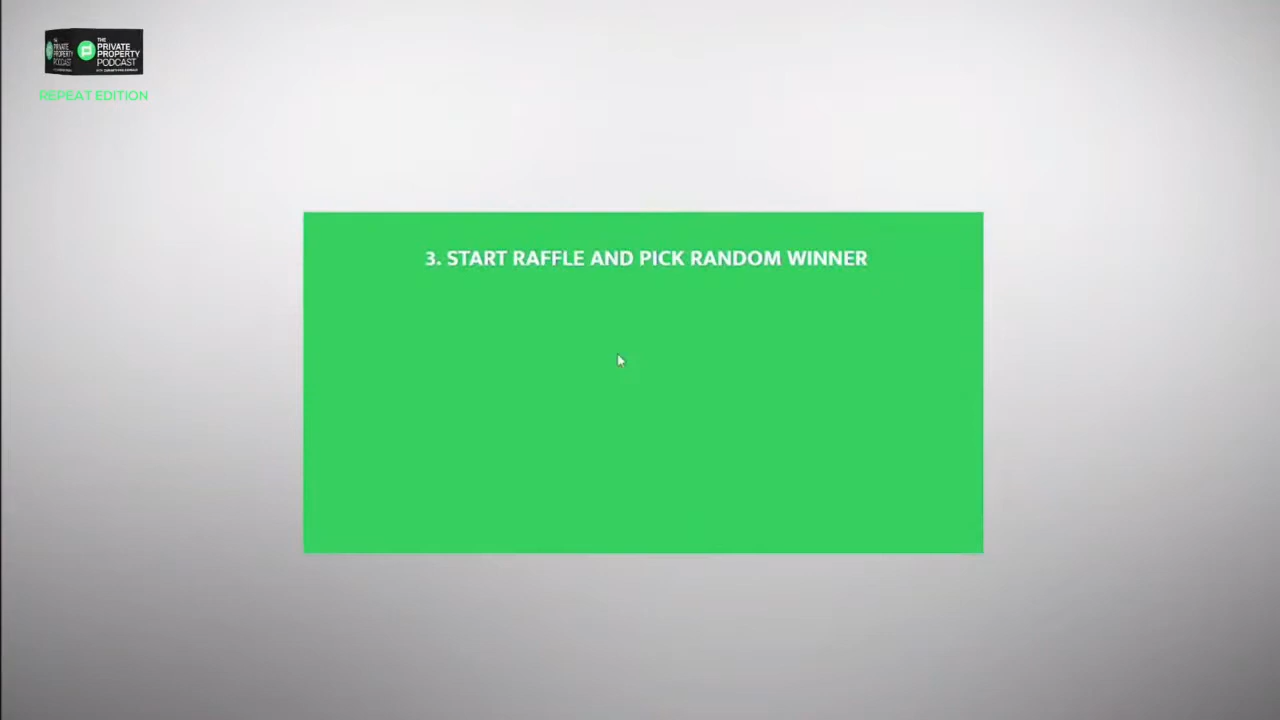 THE
PRIVATE
PROPERTY
PODCAST
REPEAT EDITION
3. START RAFFLE AND PICK RANDOM WINNER